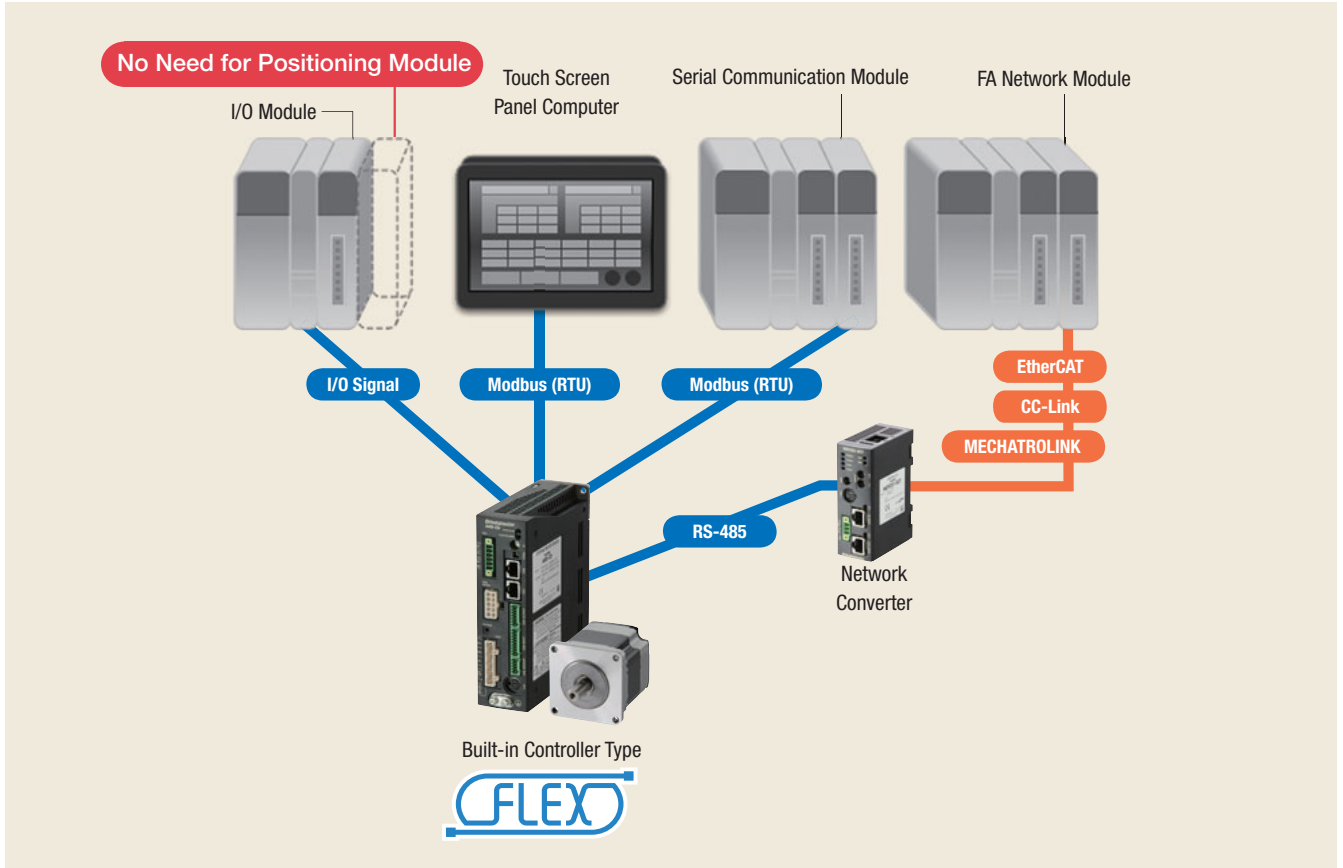 No Need for Positioning Module
I/O Module
Touch Screen
Panel Computer
Serial Communication Module
FA Network Module
I/O Signal
Modbus (RTU)
Modbus (RTU)
EtherCAT
CC-Link
MECHATROLINK
RS-485
Network
Converter
Built-in Controller Type
FLEX